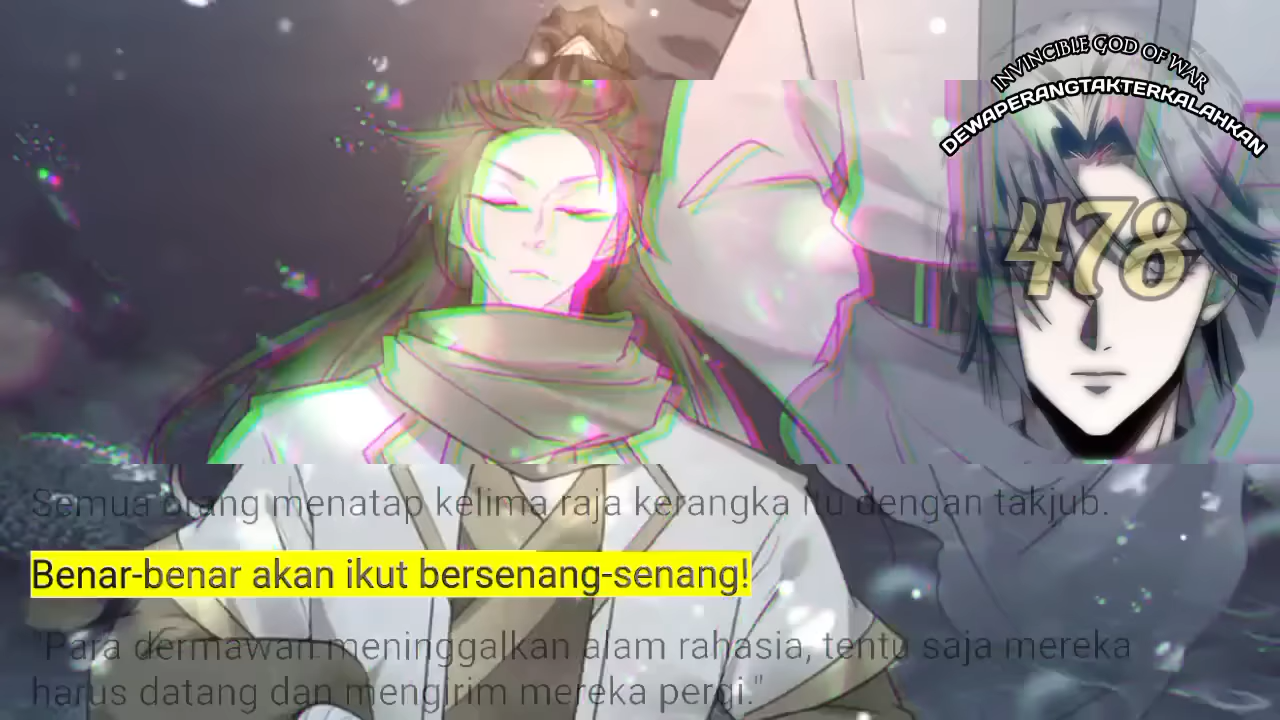 INVINCIBLE GOD OF WAR
DEWAPERANGTAKTERKALAHKAN
478
Semua orang menatap kelima raja kerangka itu dengan takjub.
Benar-benar akan ikut bersenang-senang!
"Para dermawan meninggalkan alam rahasia, tentu saja mereka
harus datang dan mengirim mereka pergi."